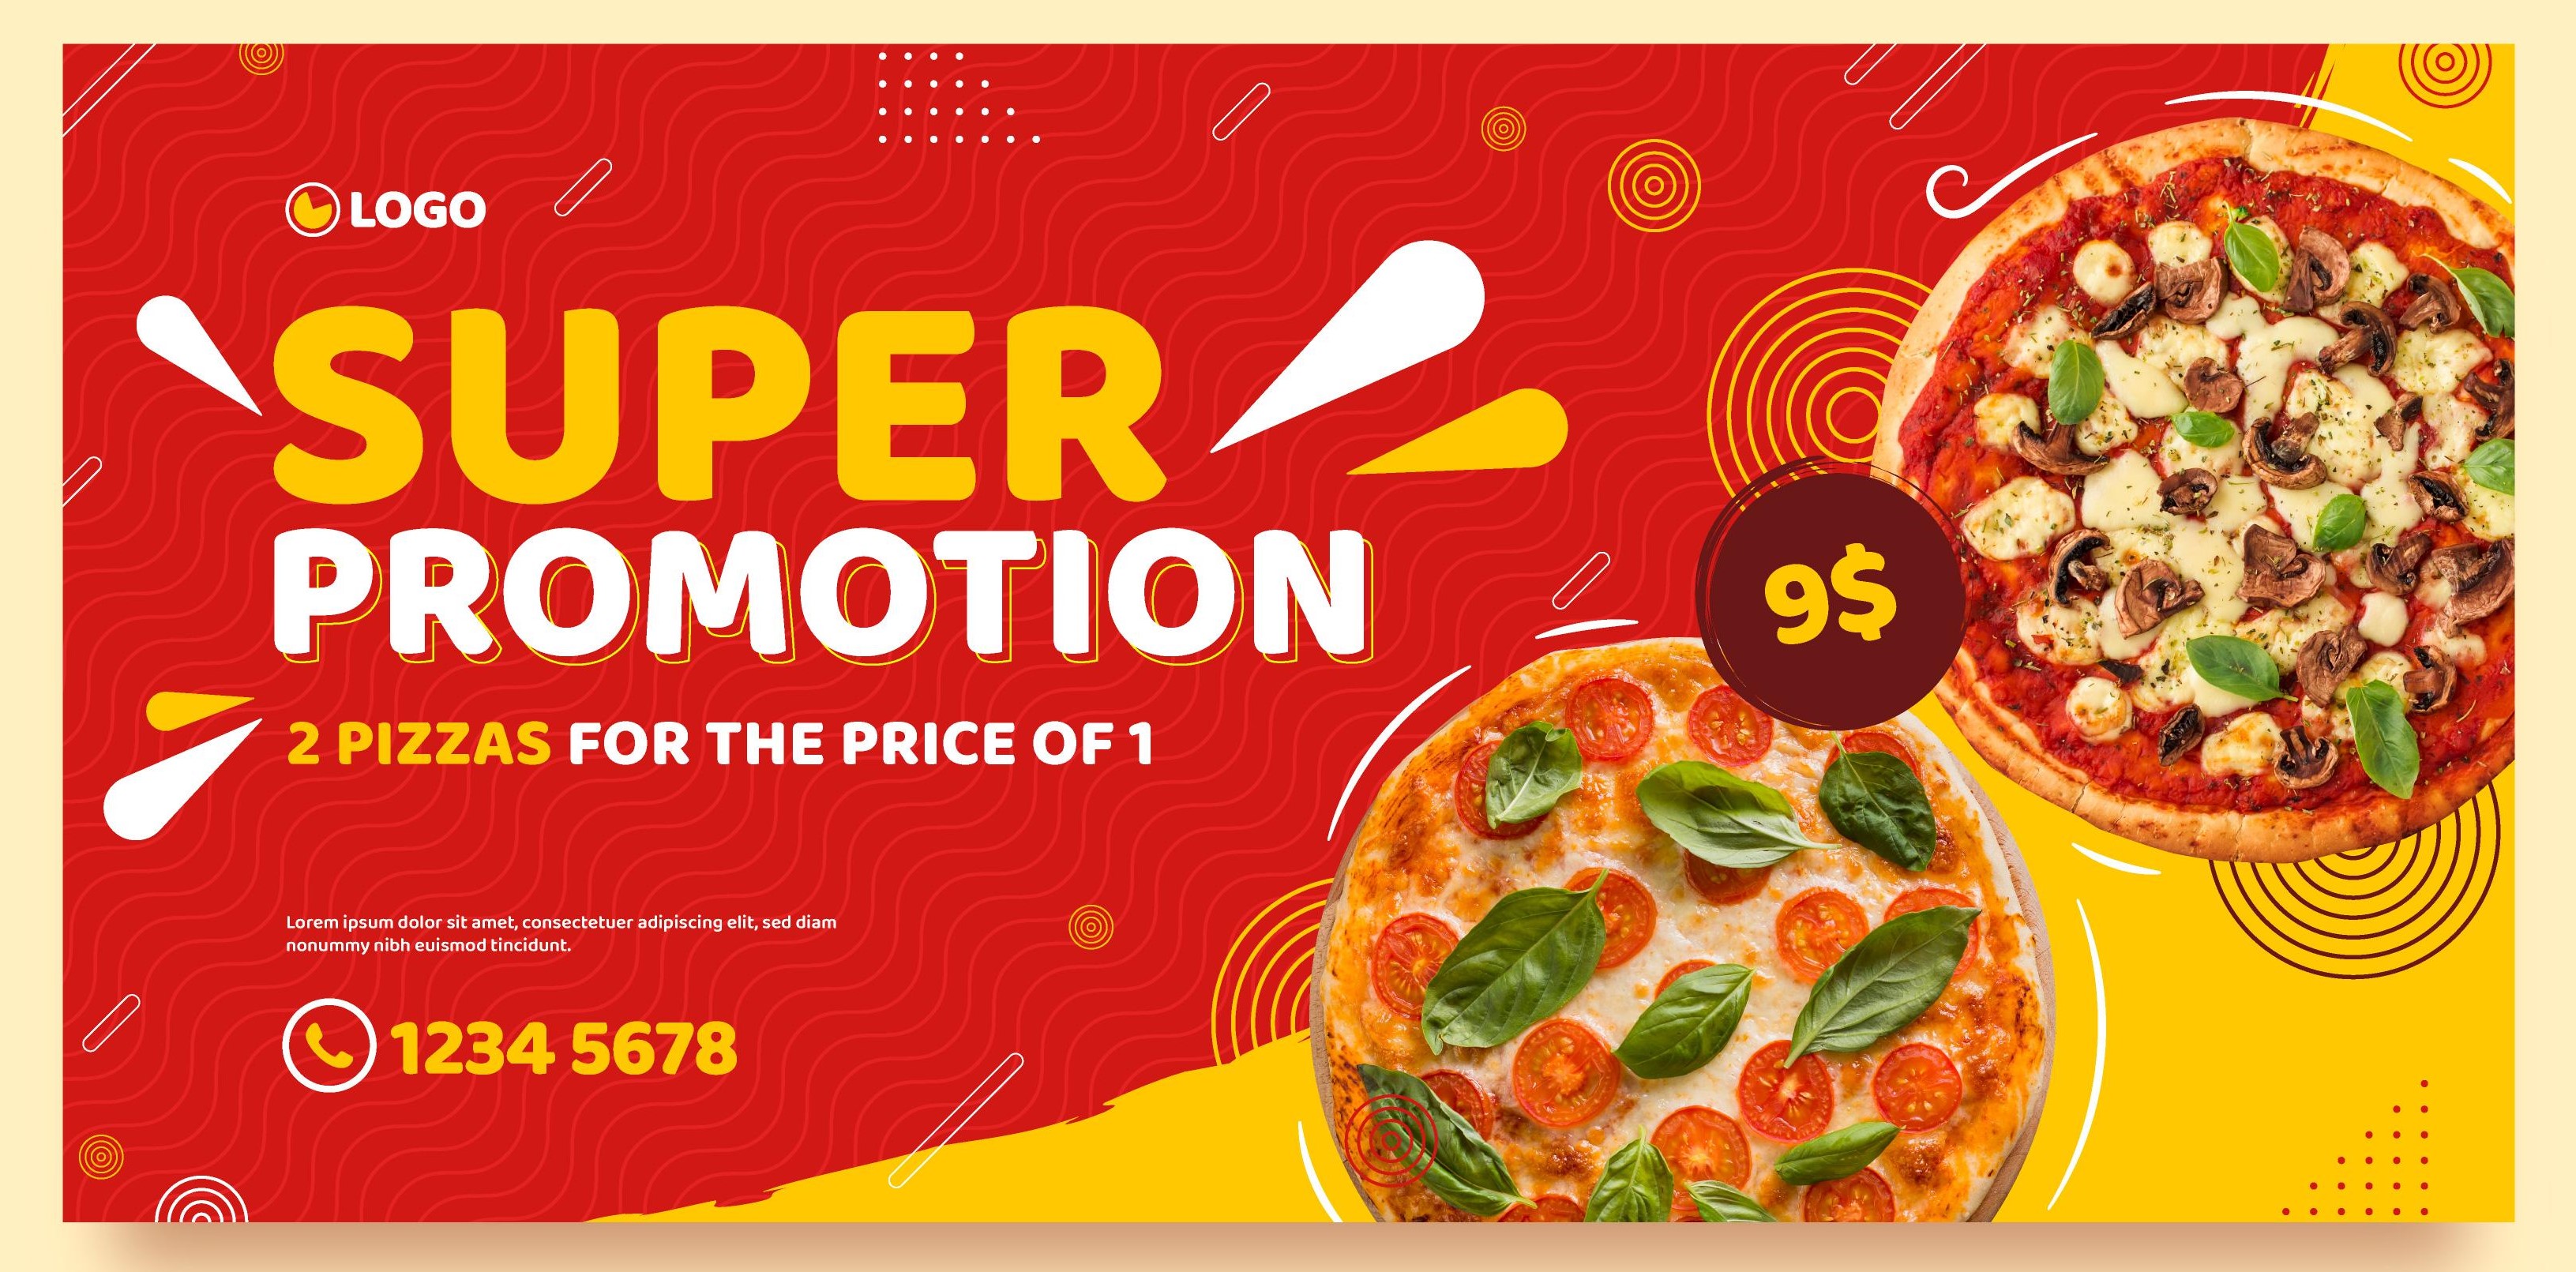 LOGO
SUPER
PROMOTION
2 PIZZAS FOR THE PRICE OF 1
9$
Lorem ipsum dolor sit amet, consectetuer adipiscing elit, sed diam
nonummy nibh euismod tincidunt.
1234 5678